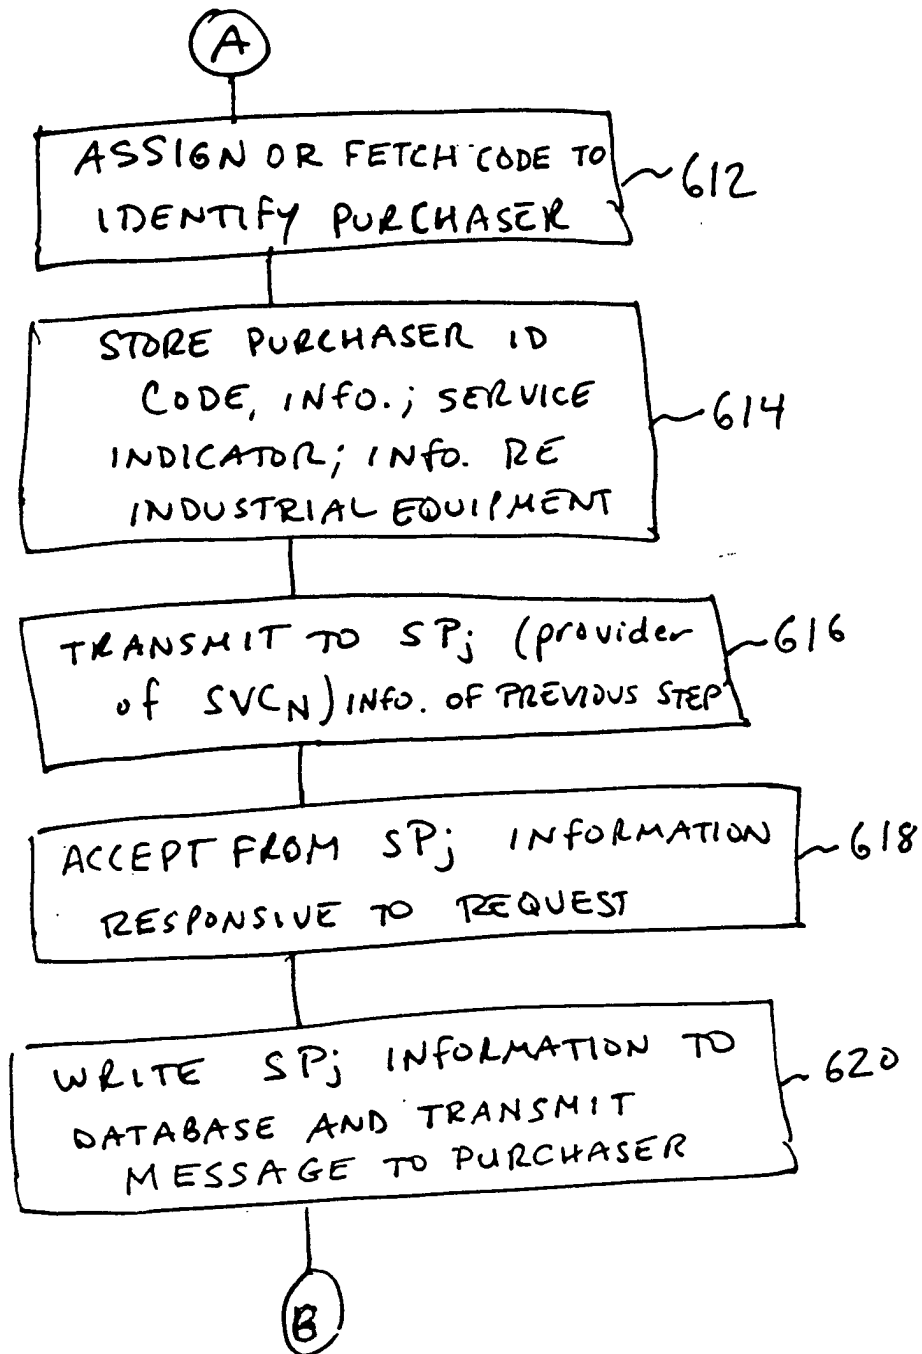 A
ASSIGN OR FETCH CODE TO
IDENTIFY PURCHASER
612
STORE PURCHASER ID
CODE, INFO.; SERVICE
INDICATOR; INFO. RE
INDUSTRIAL EQUIPMENT
614
TRANSMIT TO SPj (provider
of SVCN) INFO. OF PREVIOUS STEP
616
ACCEPT FROM SPj INFORMATION
RESPONSIVE TO REQUEST
618
WRITE SPj INFORMATION TO
DATABASE AND TRANSMIT
MESSAGE TO PURCHASER
620
B